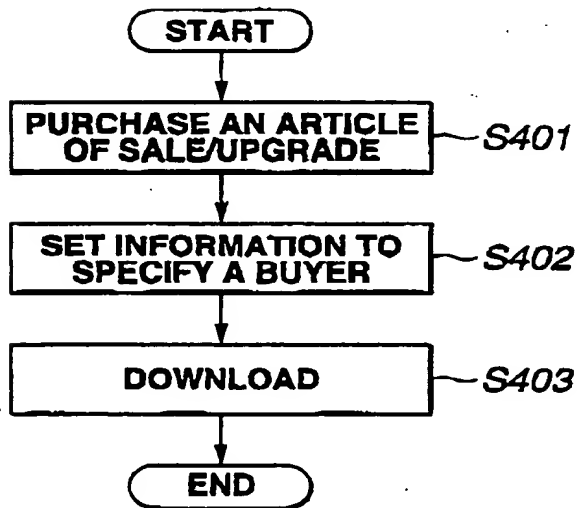 START
PURCHASE AN ARTICLE
OF SALE/UPGRADE
S401
SET INFORMATION TO
SPECIFY A BUYER
S402
DOWNLOAD
S403
END